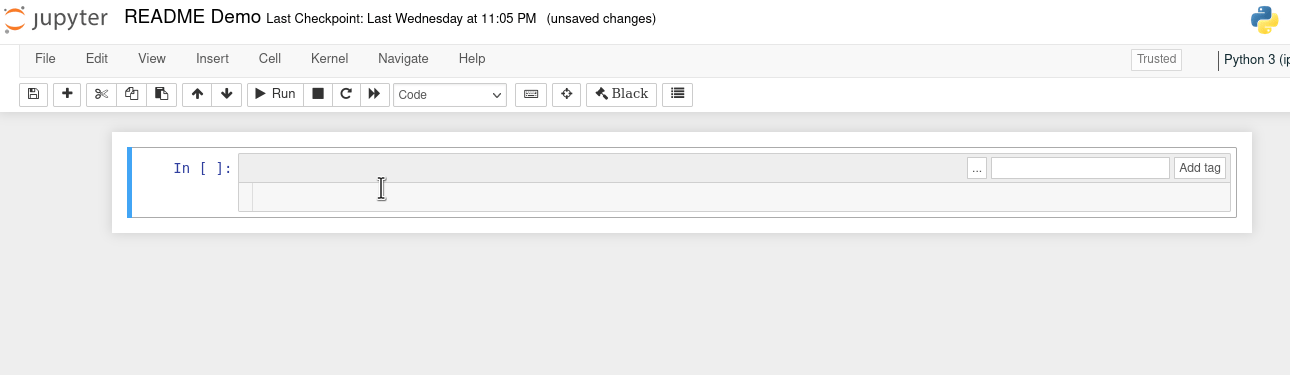 jupyter README Demo Last Checkpoint: Last Wednesday at 11:05 PM (unsaved changes)
File Edit View Insert Cell Kernel Navigate Help Trusted Python 3 (ip
Run Code Black
In [ ]: ... Add tag